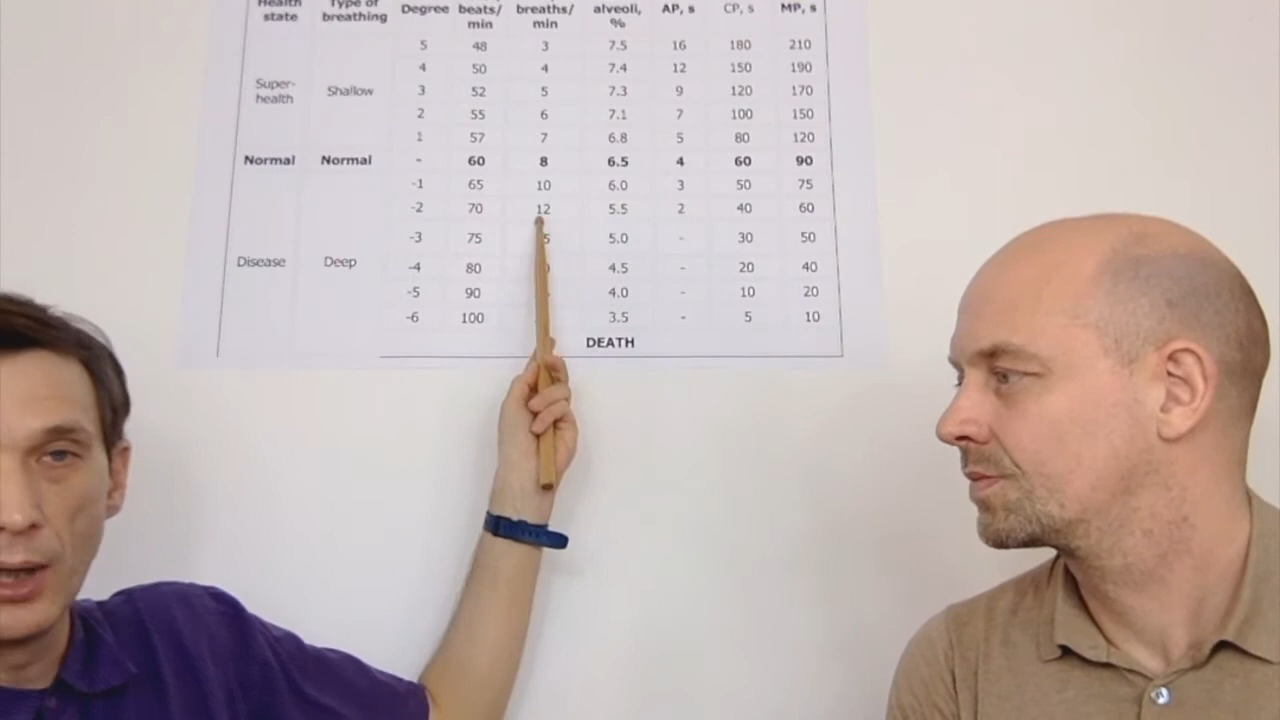 Health state Type of breathing Degree beats/ min breaths/ min alveoli, % AP, s CP, s MP, s
5 48 3 7.5 16 180 210
4 50 4 7.4 12 150 190
Super-health Shallow 3 52 5 7.3 9 120 170
2 55 6 7.1 7 100 150
1 57 7 6.8 5 80 120
Normal Normal - 60 8 6.5 4 60 90
-1 65 10 6.0 3 50 75
-2 70 12 5.5 2 40 60
-3 75 5.0 - 30 50
Disease Deep -4 80 4.5 - 20 40
-5 90 4.0 - 10 20
-6 100 3.5 - 5 10
DEATH